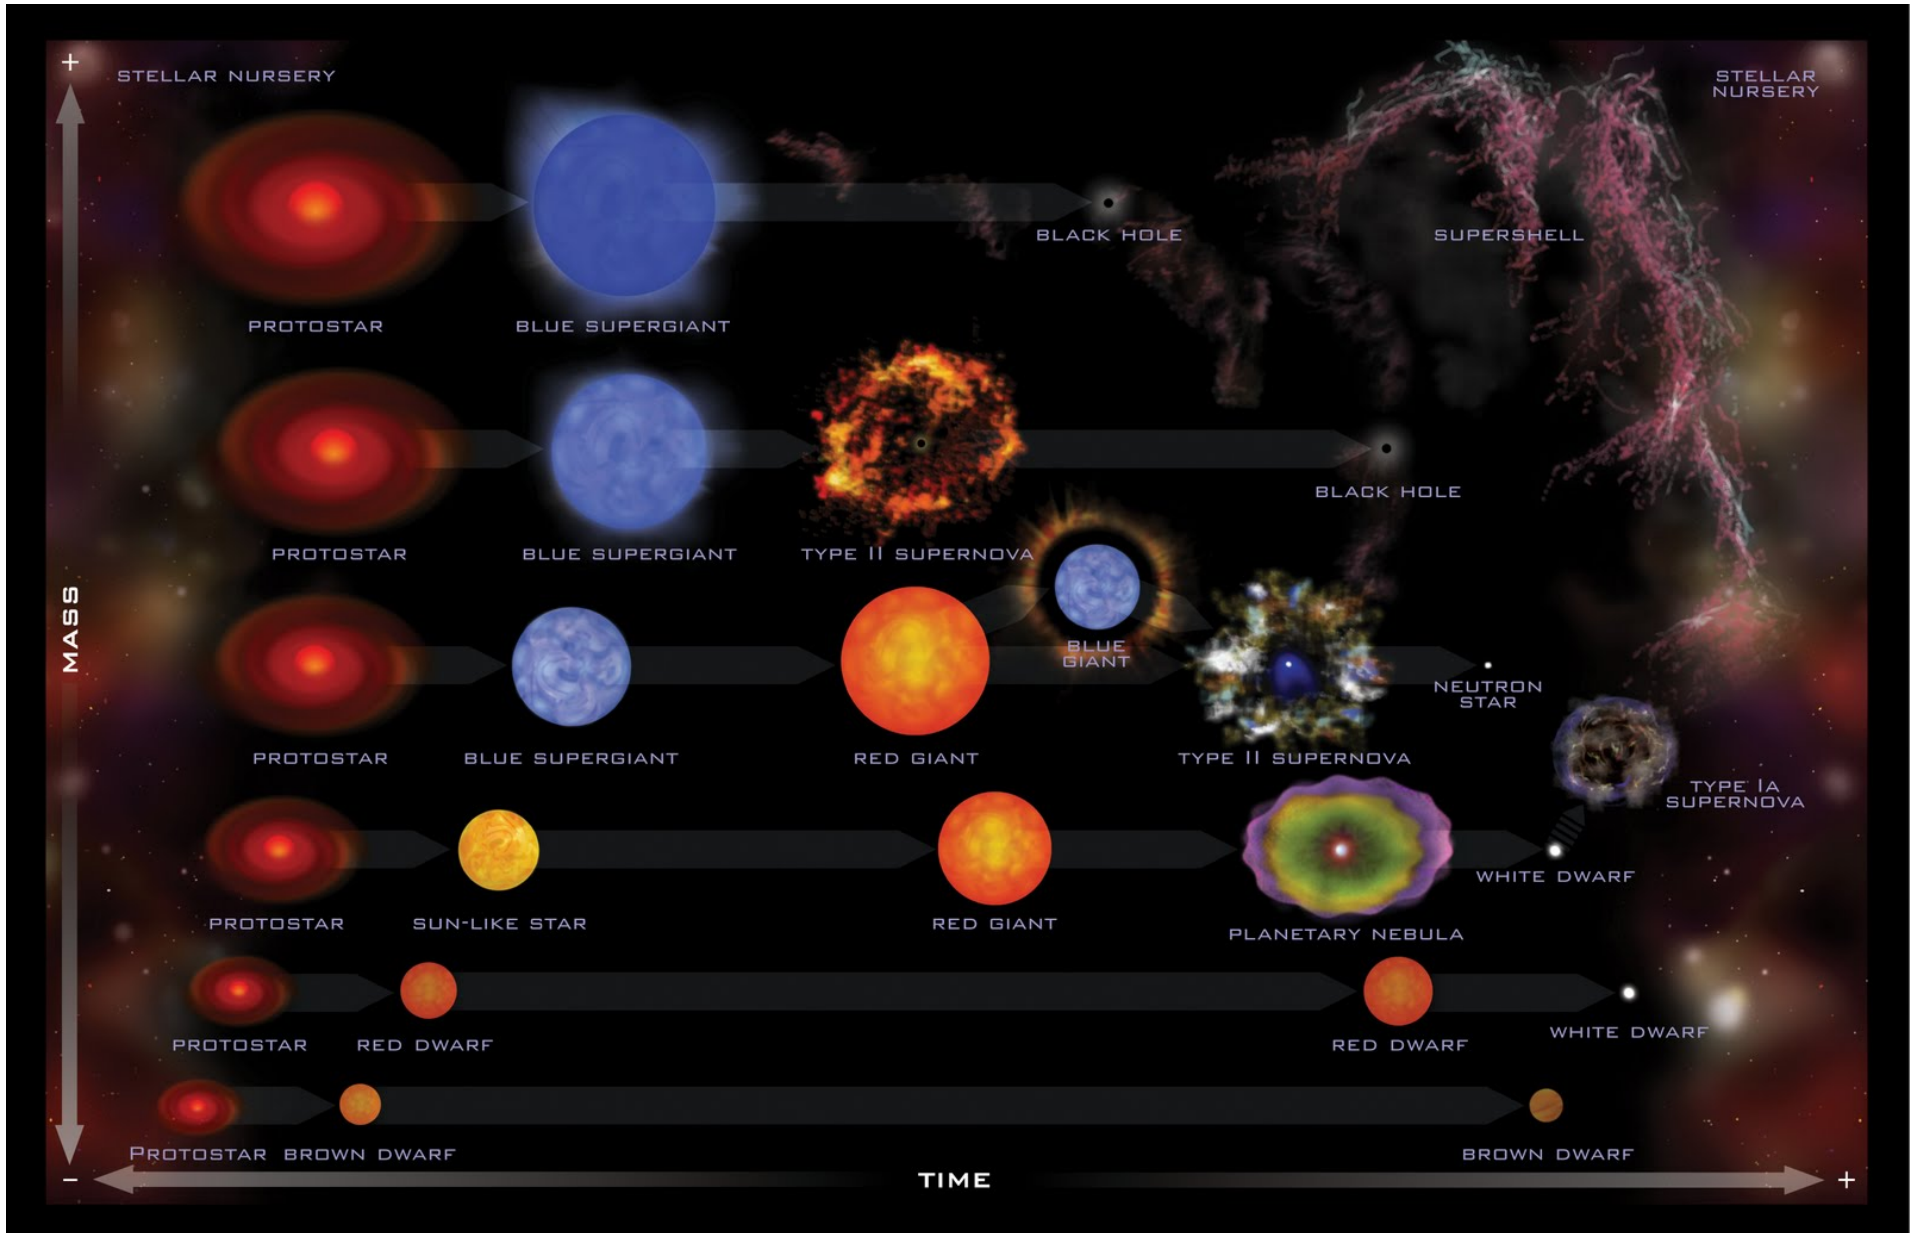 +
STELLAR NURSERY
STELLAR
NURSERY
BLACK HOLE
SUPERSHELL
PROTOSTAR
BLUE SUPERGIANT
BLACK HOLE
PROTOSTAR
BLUE SUPERGIANT
TYPE II SUPERNOVA
MASS
BLUE
GIANT
NEUTRON
STAR
PROTOSTAR
BLUE SUPERGIANT
RED GIANT
TYPE II SUPERNOVA
TYPE IA
SUPERNOVA
WHITE DWARF
PROTOSTAR
SUN-LIKE STAR
RED GIANT
PLANETARY NEBULA
WHITE DWARF
PROTOSTAR
RED DWARF
RED DWARF
PROTOSTAR
BROWN DWARF
BROWN DWARF
-
TIME
+